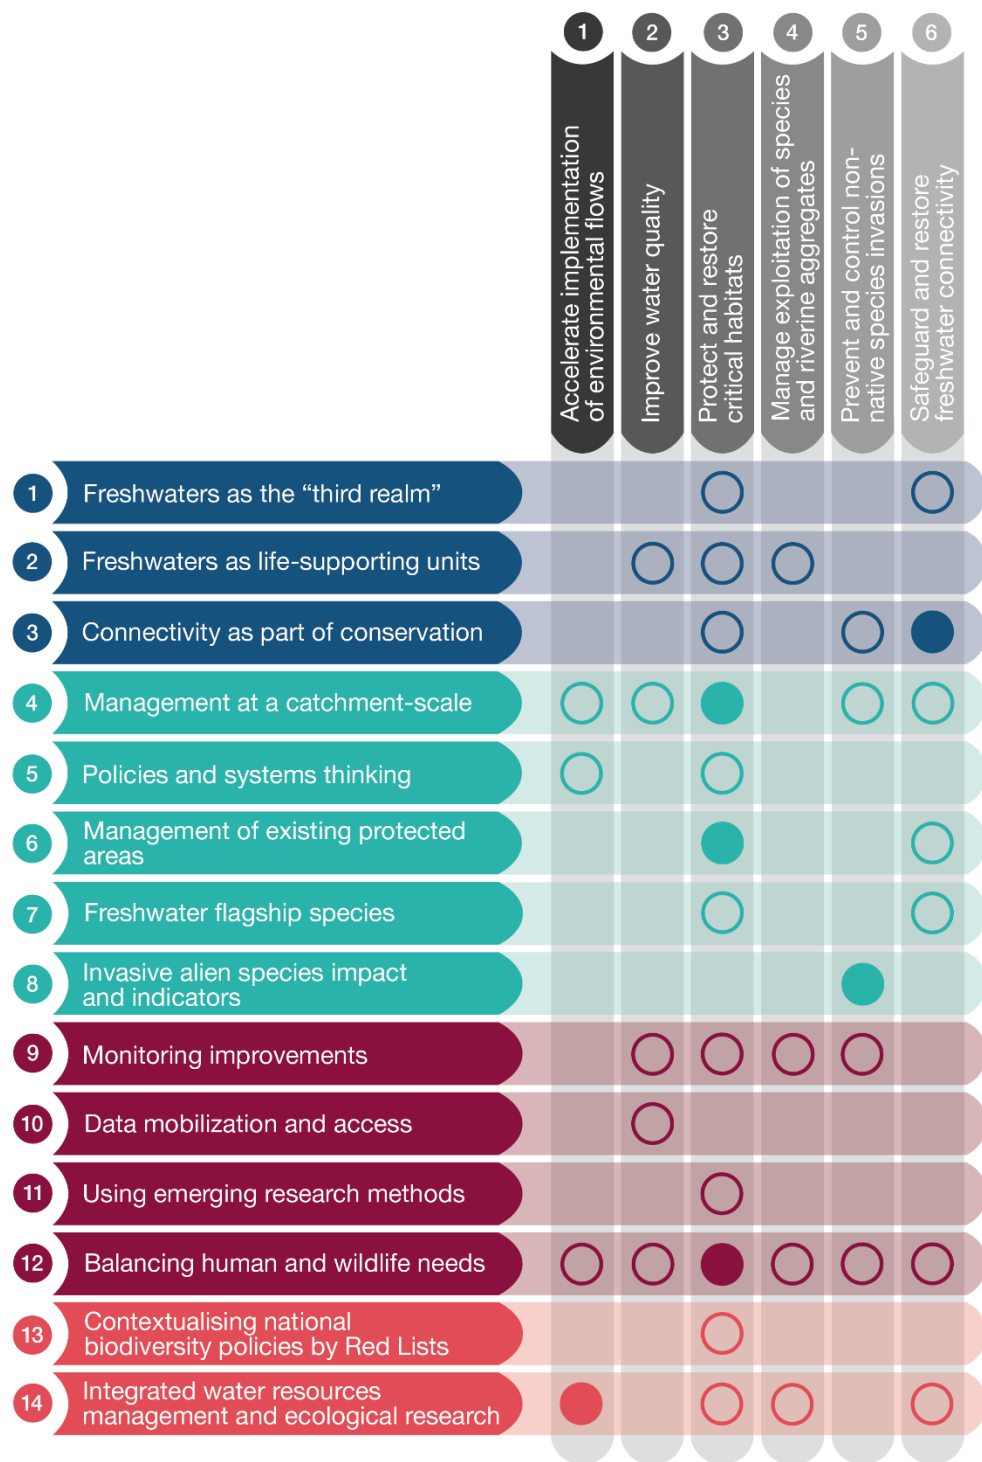 1
2
3
4
5
6
Accelerate implementation
of environmental flows
Improve water quality
Protect and restore
critical habitats
Manage exploitation of species
and riverine aggregates
Prevent and control non-
native species invasions
Safeguard and restore
freshwater connectivity
1
Freshwaters as the “third realm”
2
Freshwaters as life-supporting units
3
Connectivity as part of conservation
4
Management at a catchment-scale
5
Policies and systems thinking
6
Management of existing protected
areas
7
Freshwater flagship species
8
Invasive alien species impact
and indicators
9
Monitoring improvements
10
Data mobilization and access
11
Using emerging research methods
12
Balancing human and wildlife needs
13
Contextualising national
biodiversity policies by Red Lists
14
Integrated water resources
management and ecological research